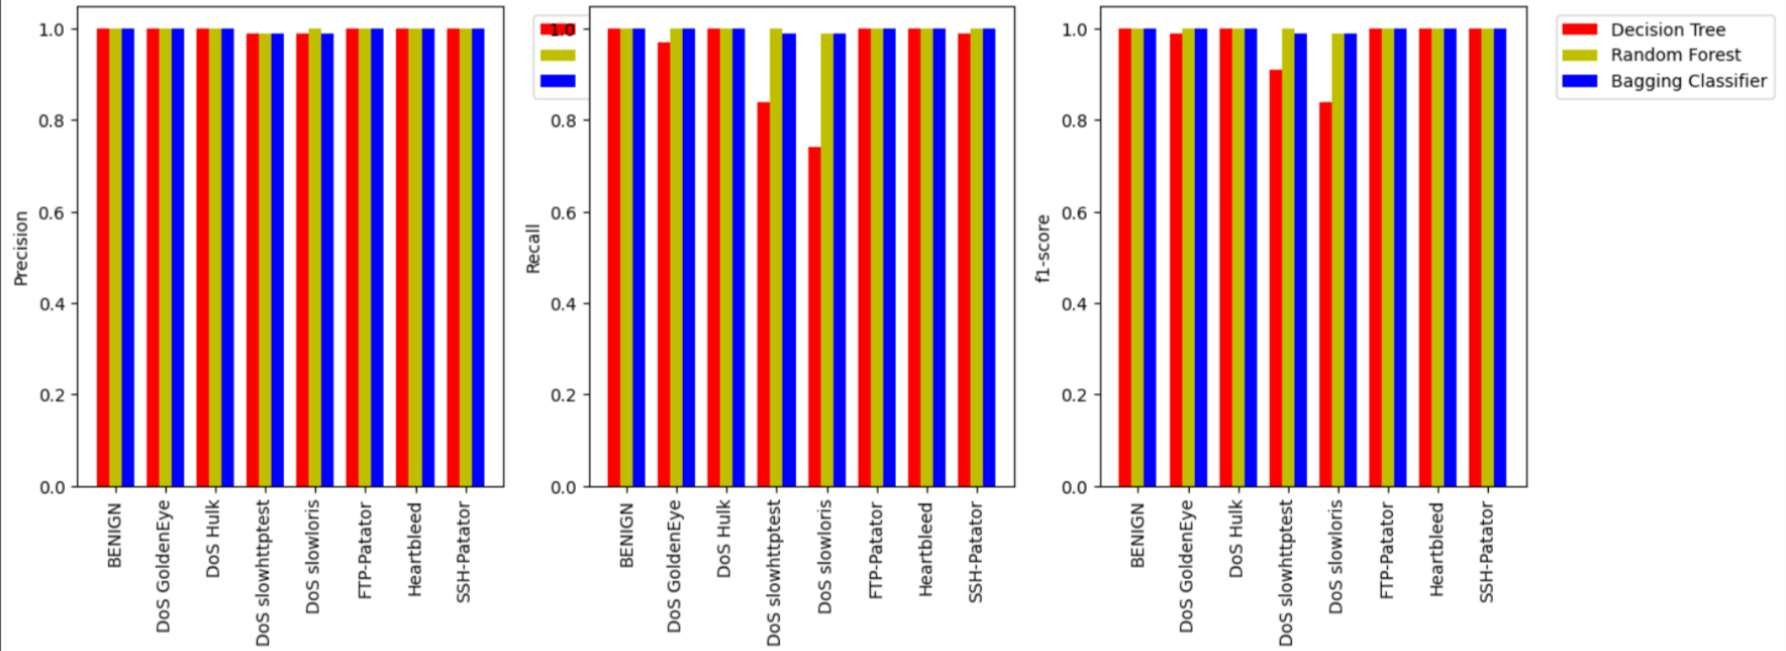 Precision
1.0
0.8
0.6
0.4
0.2
0.0
BENIGN
DoS GoldenEye
DoS Hulk
DoS slowhttptest
DoS slowloris
FTP-Patator
Heartbleed
SSH-Patator
Recall
1.0
0.8
0.6
0.4
0.2
0.0
BENIGN
DoS GoldenEye
DoS Hulk
DoS slowhttptest
DoS slowloris
FTP-Patator
Heartbleed
SSH-Patator
f1-score
1.0
0.8
0.6
0.4
0.2
0.0
BENIGN
DoS GoldenEye
DoS Hulk
DoS slowhttptest
DoS slowloris
FTP-Patator
Heartbleed
SSH-Patator
Decision Tree
Random Forest
Bagging Classifier